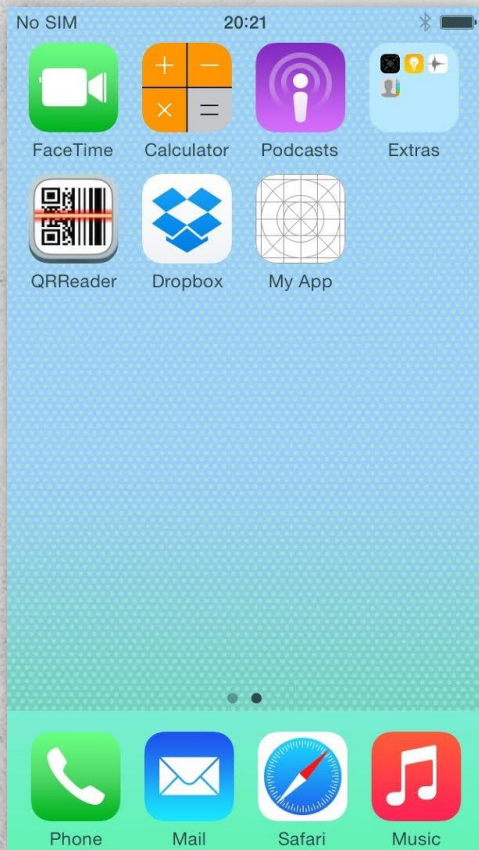 No SIM 20:21
FaceTime Calculator Podcasts Extras
QRReader Dropbox My App
Phone Mail Safari Music